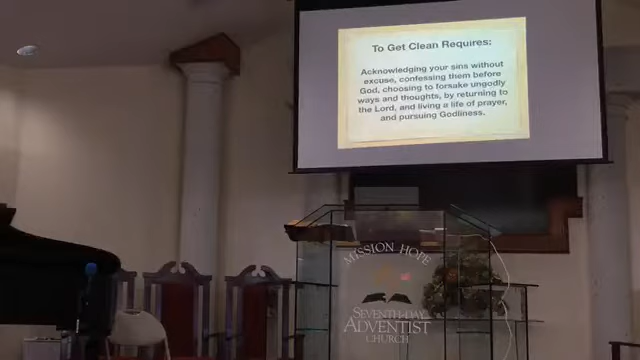 To Get Clean Requires:
Acknowledging your sins without
excuse, confessing them before
God, choosing to forsake ungodly
ways and thoughts, by returning to
the Lord, and living a life of prayer,
and pursuing Godliness.
MISSION HOPE
SEVENTH-DAY
ADVENTIST
CHURCH